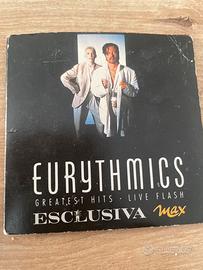 EURYTHMICS
GREATEST HITS · LIVE FLASH
ESCLUSIVA max